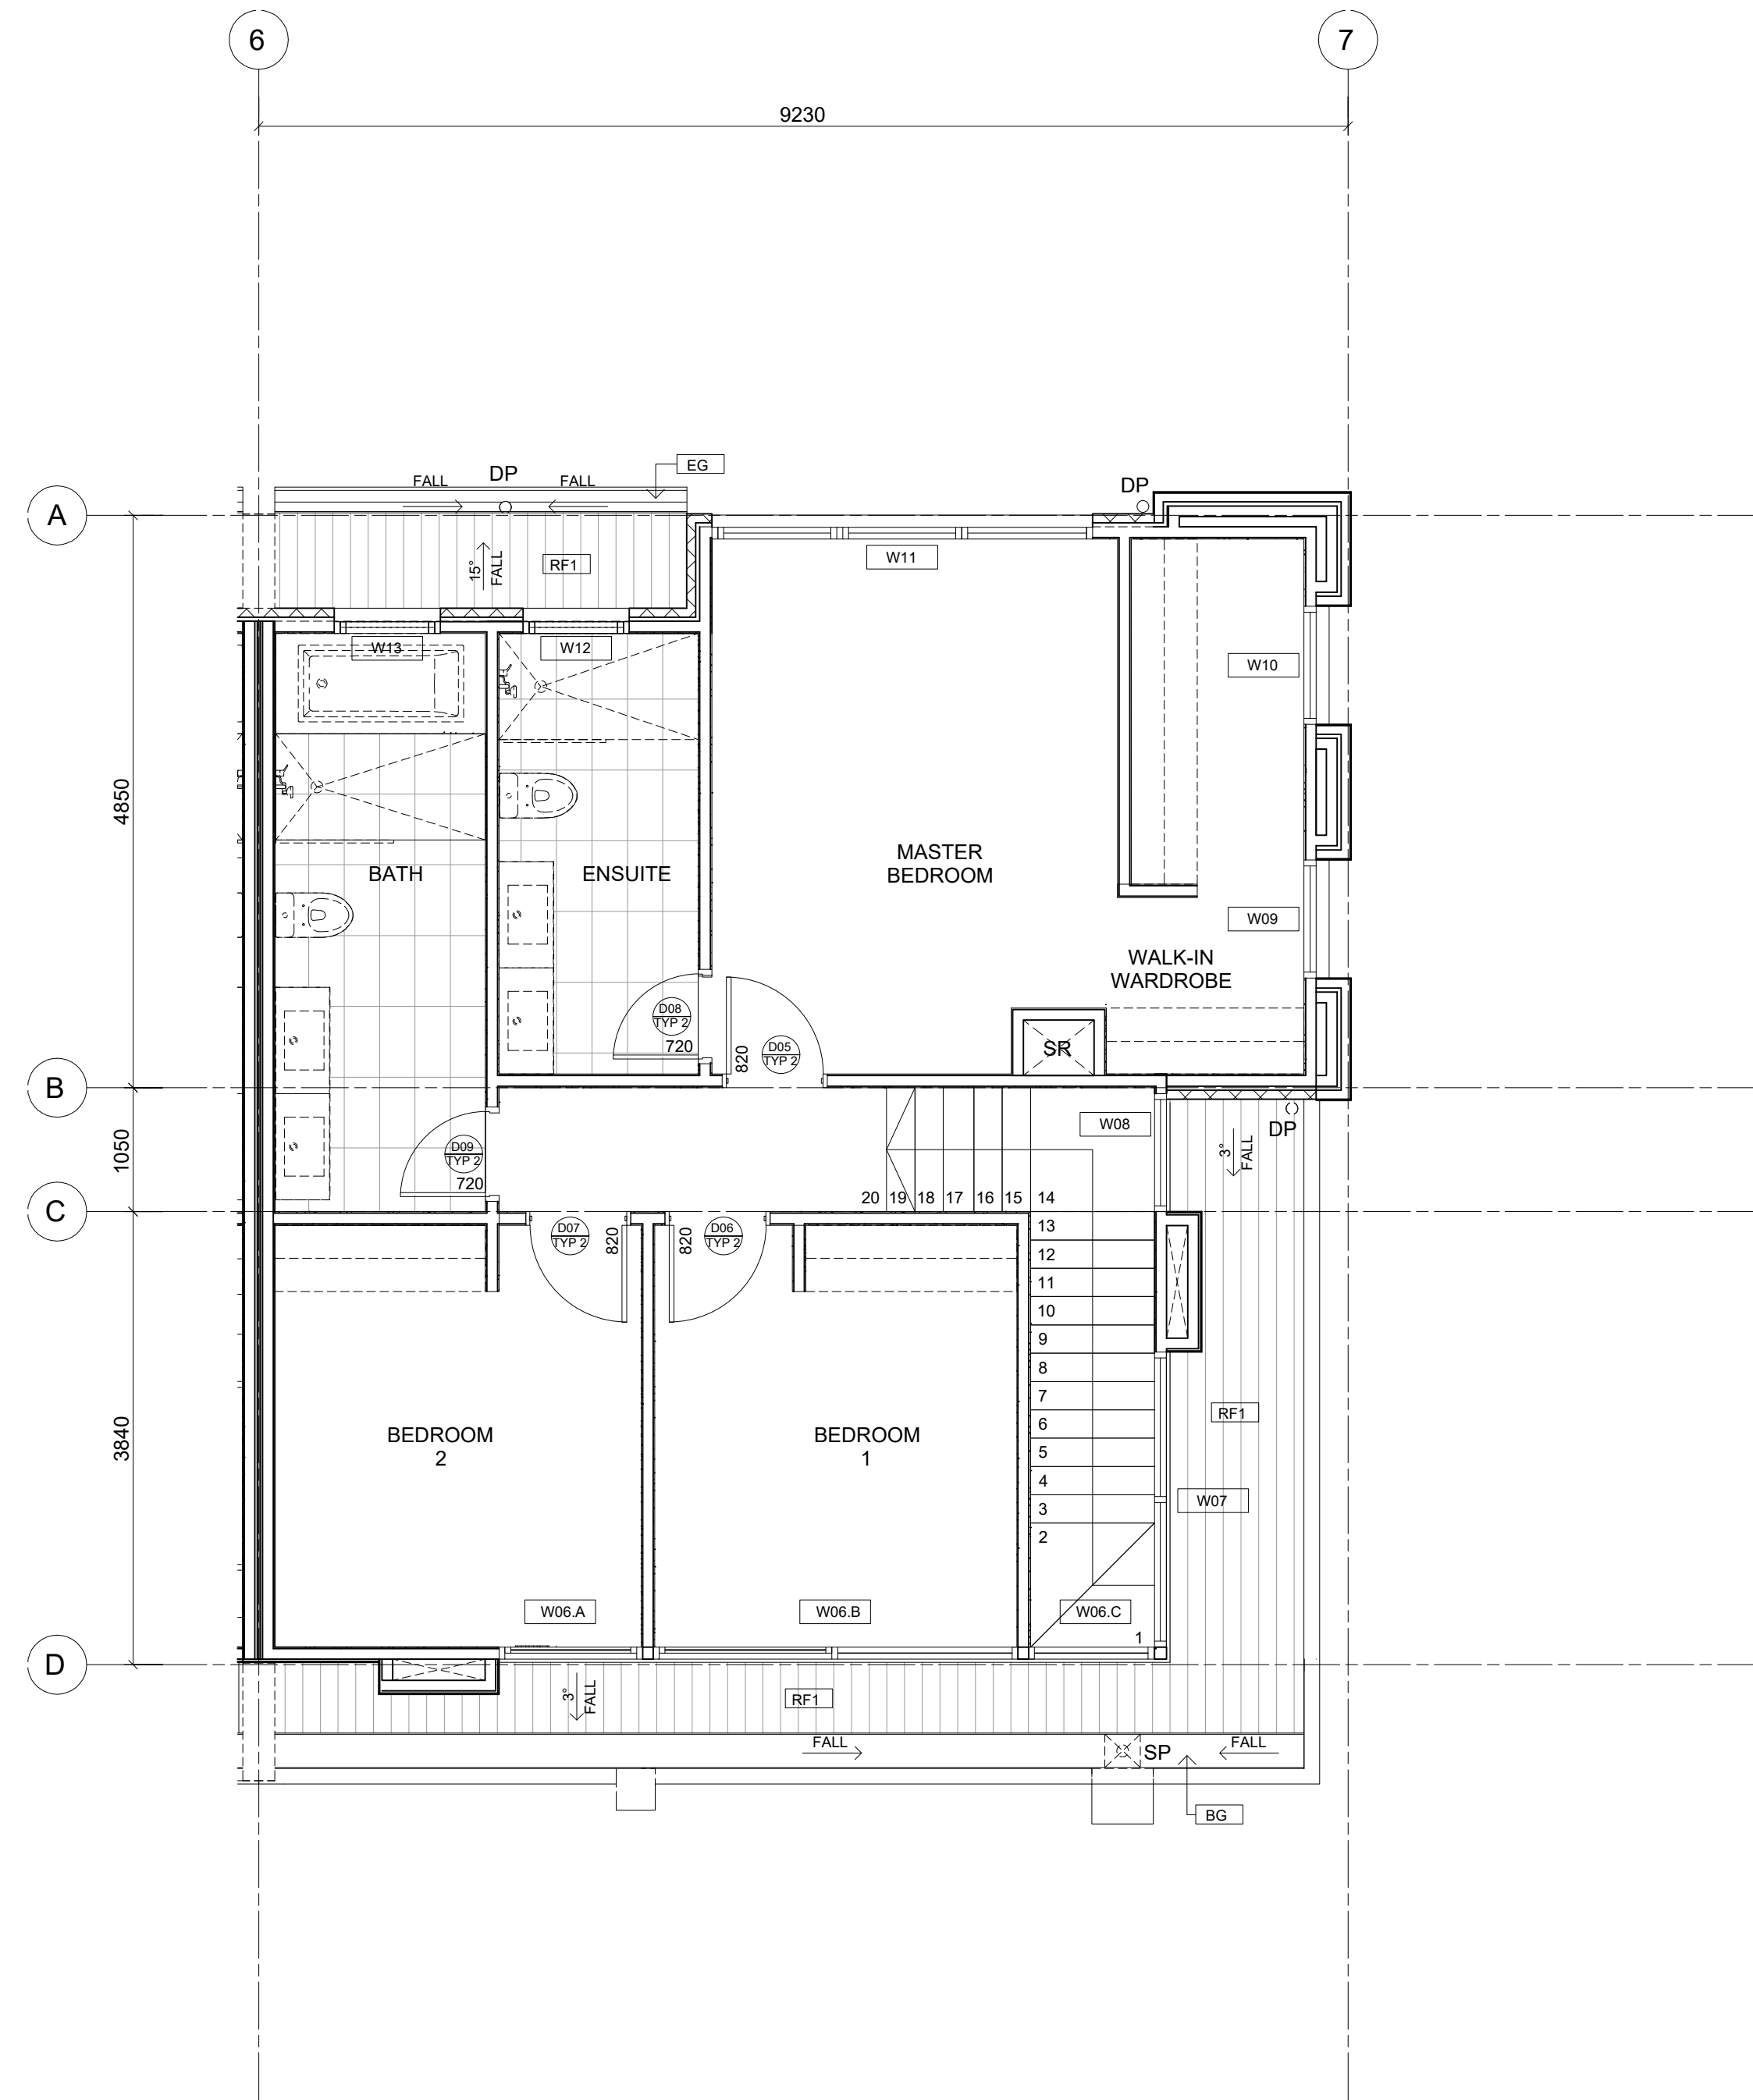 6
7
9230
A
DP
FALL
FALL
EG
DP
15°
FALL
RF1
W11
W13
W12
W10
4850
BATH
ENSUITE
MASTER
BEDROOM
W09
WALK-IN
WARDROBE
D08
TYP 2
720
D05
TYP 2
820
SR
B
W08
DP
3°
FALL
1050
D09
TYP 2
720
C
20
19
18
17
16
15
14
13
12
11
10
9
8
7
6
5
4
3
2
1
D07
TYP 2
820
820
D06
TYP 2
3840
BEDROOM
2
BEDROOM
1
RF1
W07
W06.A
W06.B
W06.C
D
3°
FALL
RF1
FALL
SP
FALL
BG